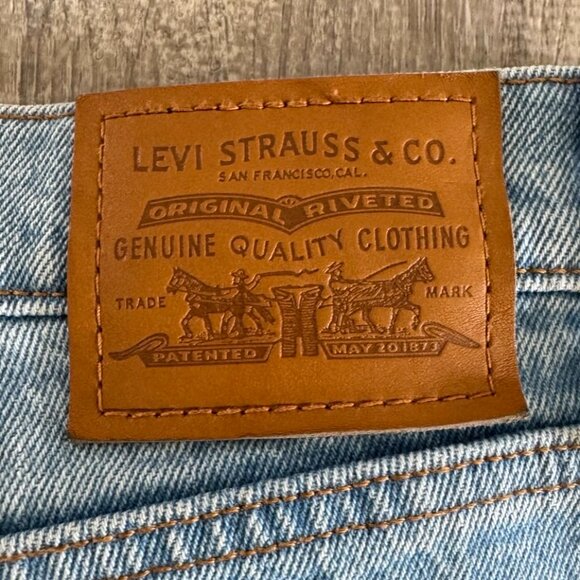 LEVI STRAUSS & CO.
SAN FRANCISCO, CAL.
ORIGINAL RIVETED
GENUINE QUALITY CLOTHING
TRADE MARK
PATENTED MAY 20 1873